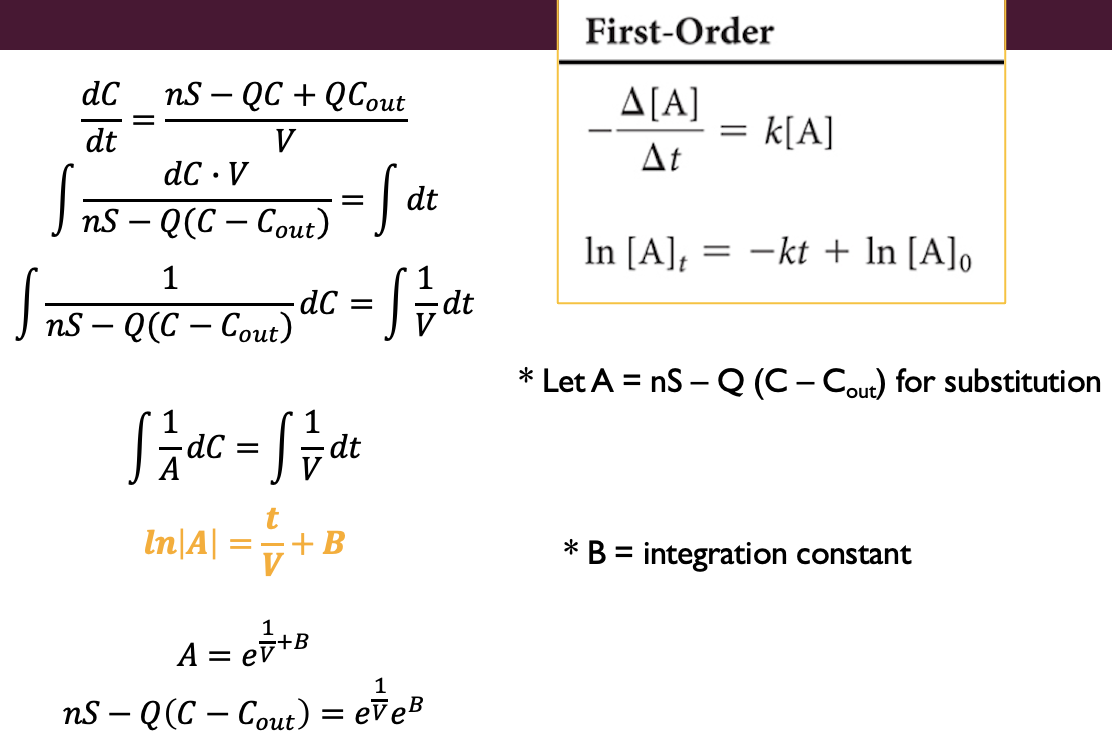 First-Order
dC/dt = (nS − QC + QC_out)/V
−Δ[A]/Δt = k[A]
∫ (dC · V)/(nS − Q(C − C_out)) = ∫ dt
ln [A]_t = −kt + ln [A]_0
∫ 1/(nS − Q(C − C_out)) dC = ∫ 1/V dt
* Let A = nS – Q (C – C_out) for substitution
∫ 1/A dC = ∫ 1/V dt
ln|A| = t/V + B
* B = integration constant
A = e^(1/V + B)
nS − Q(C − C_out) = e^(1/V) e^B